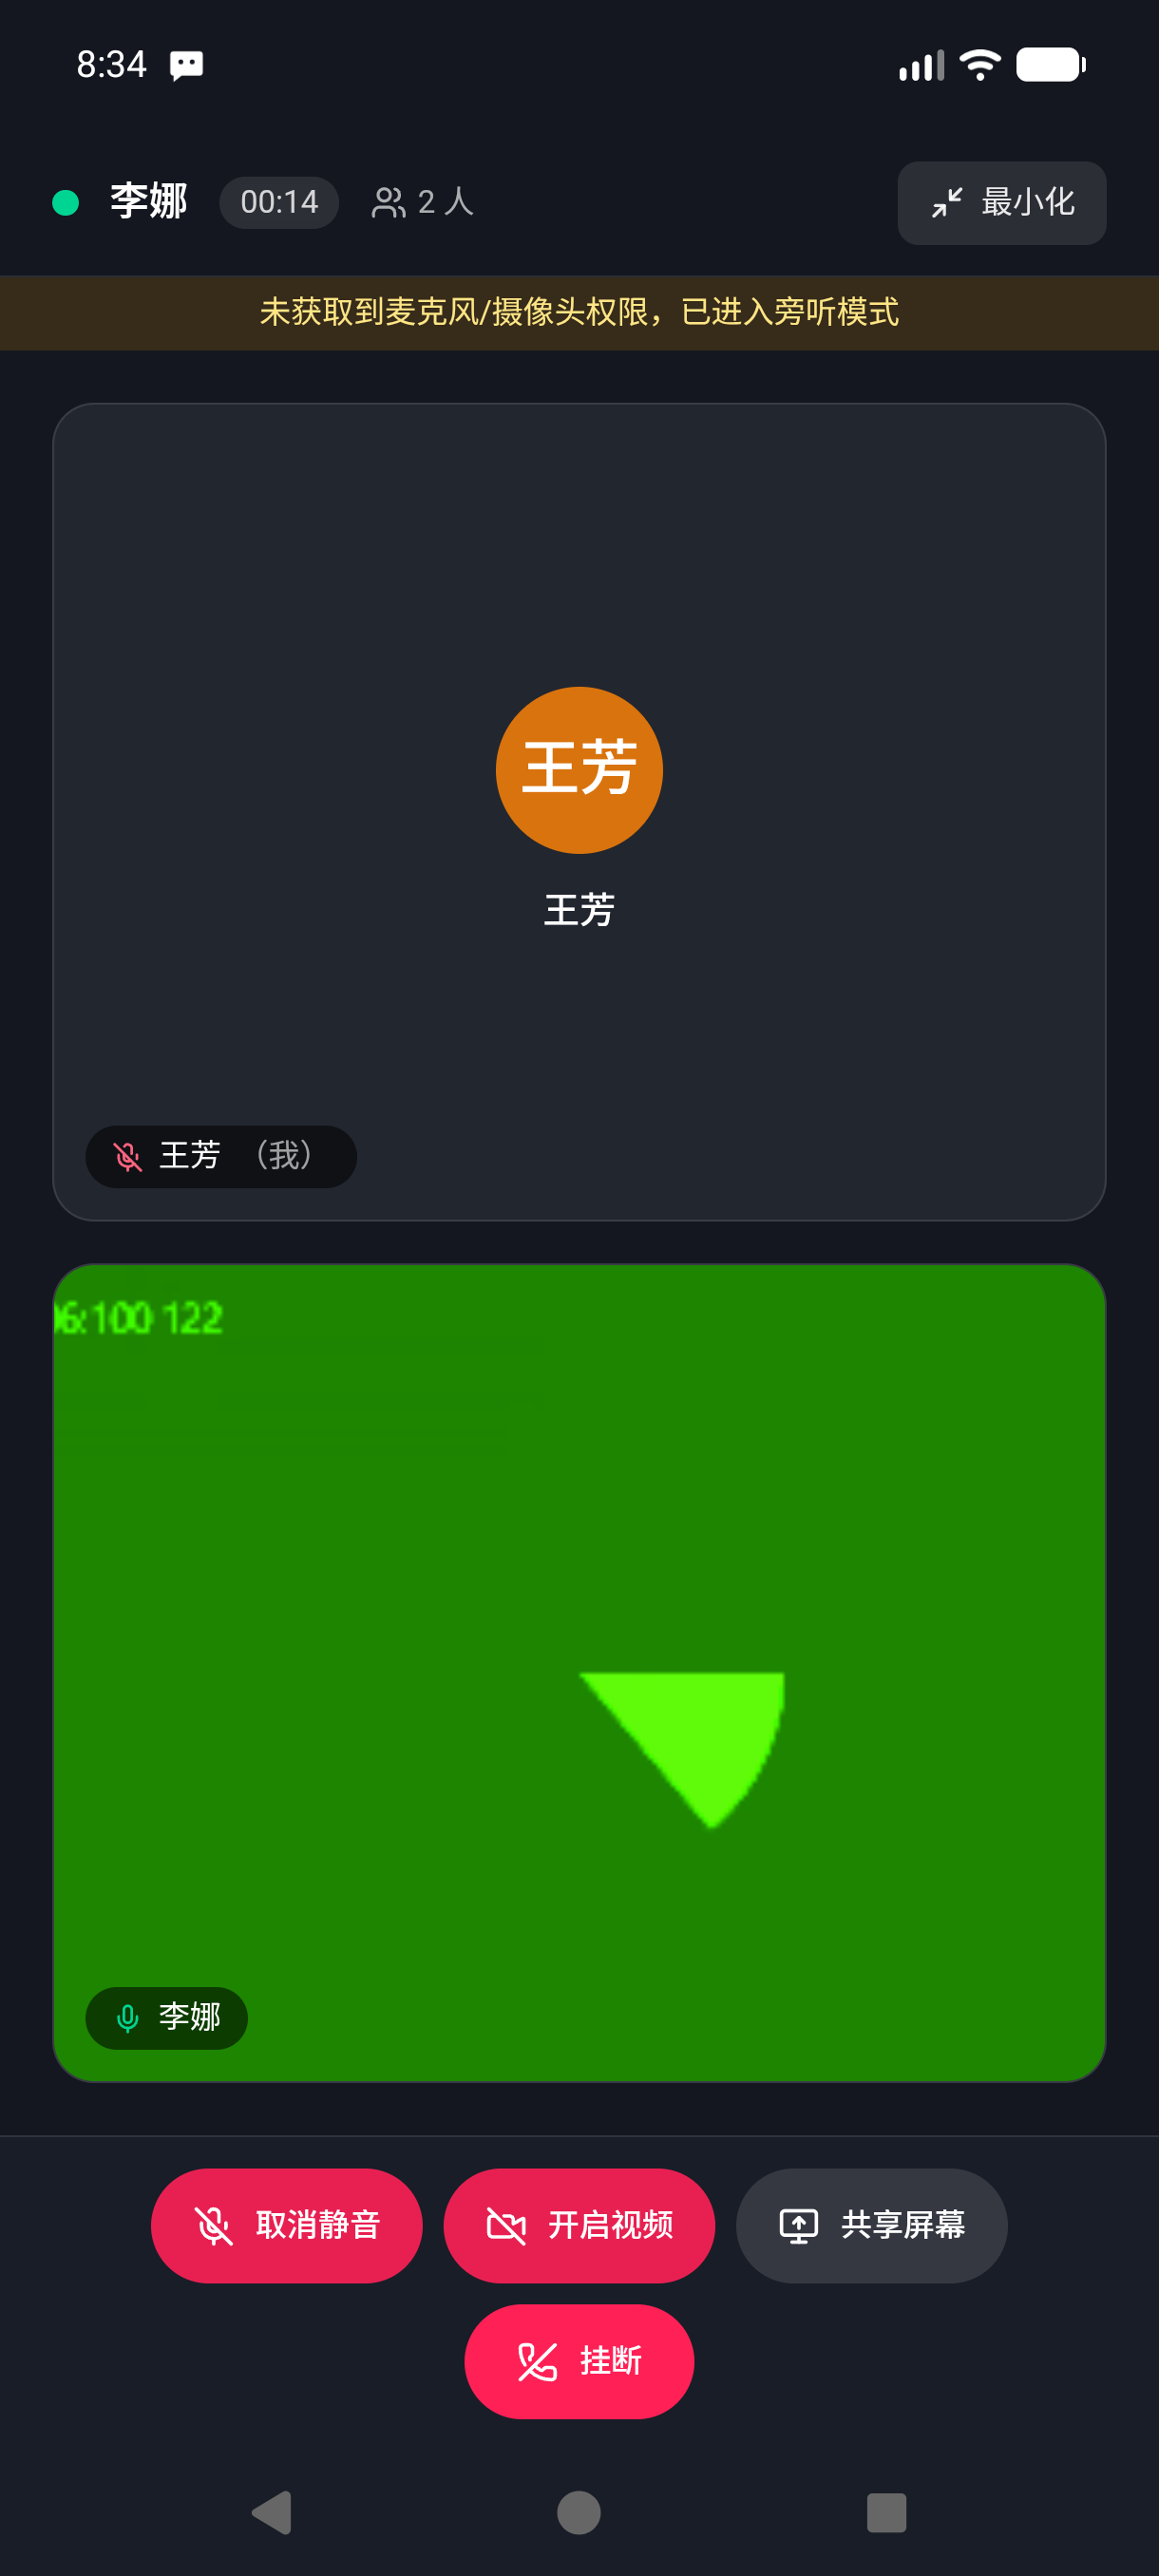 8:34
李娜 00:14 2 人 最小化
未获取到麦克风/摄像头权限，已进入旁听模式
王芳
王芳
王芳 （我）
6:100 122
李娜
取消静音 开启视频 共享屏幕
挂断